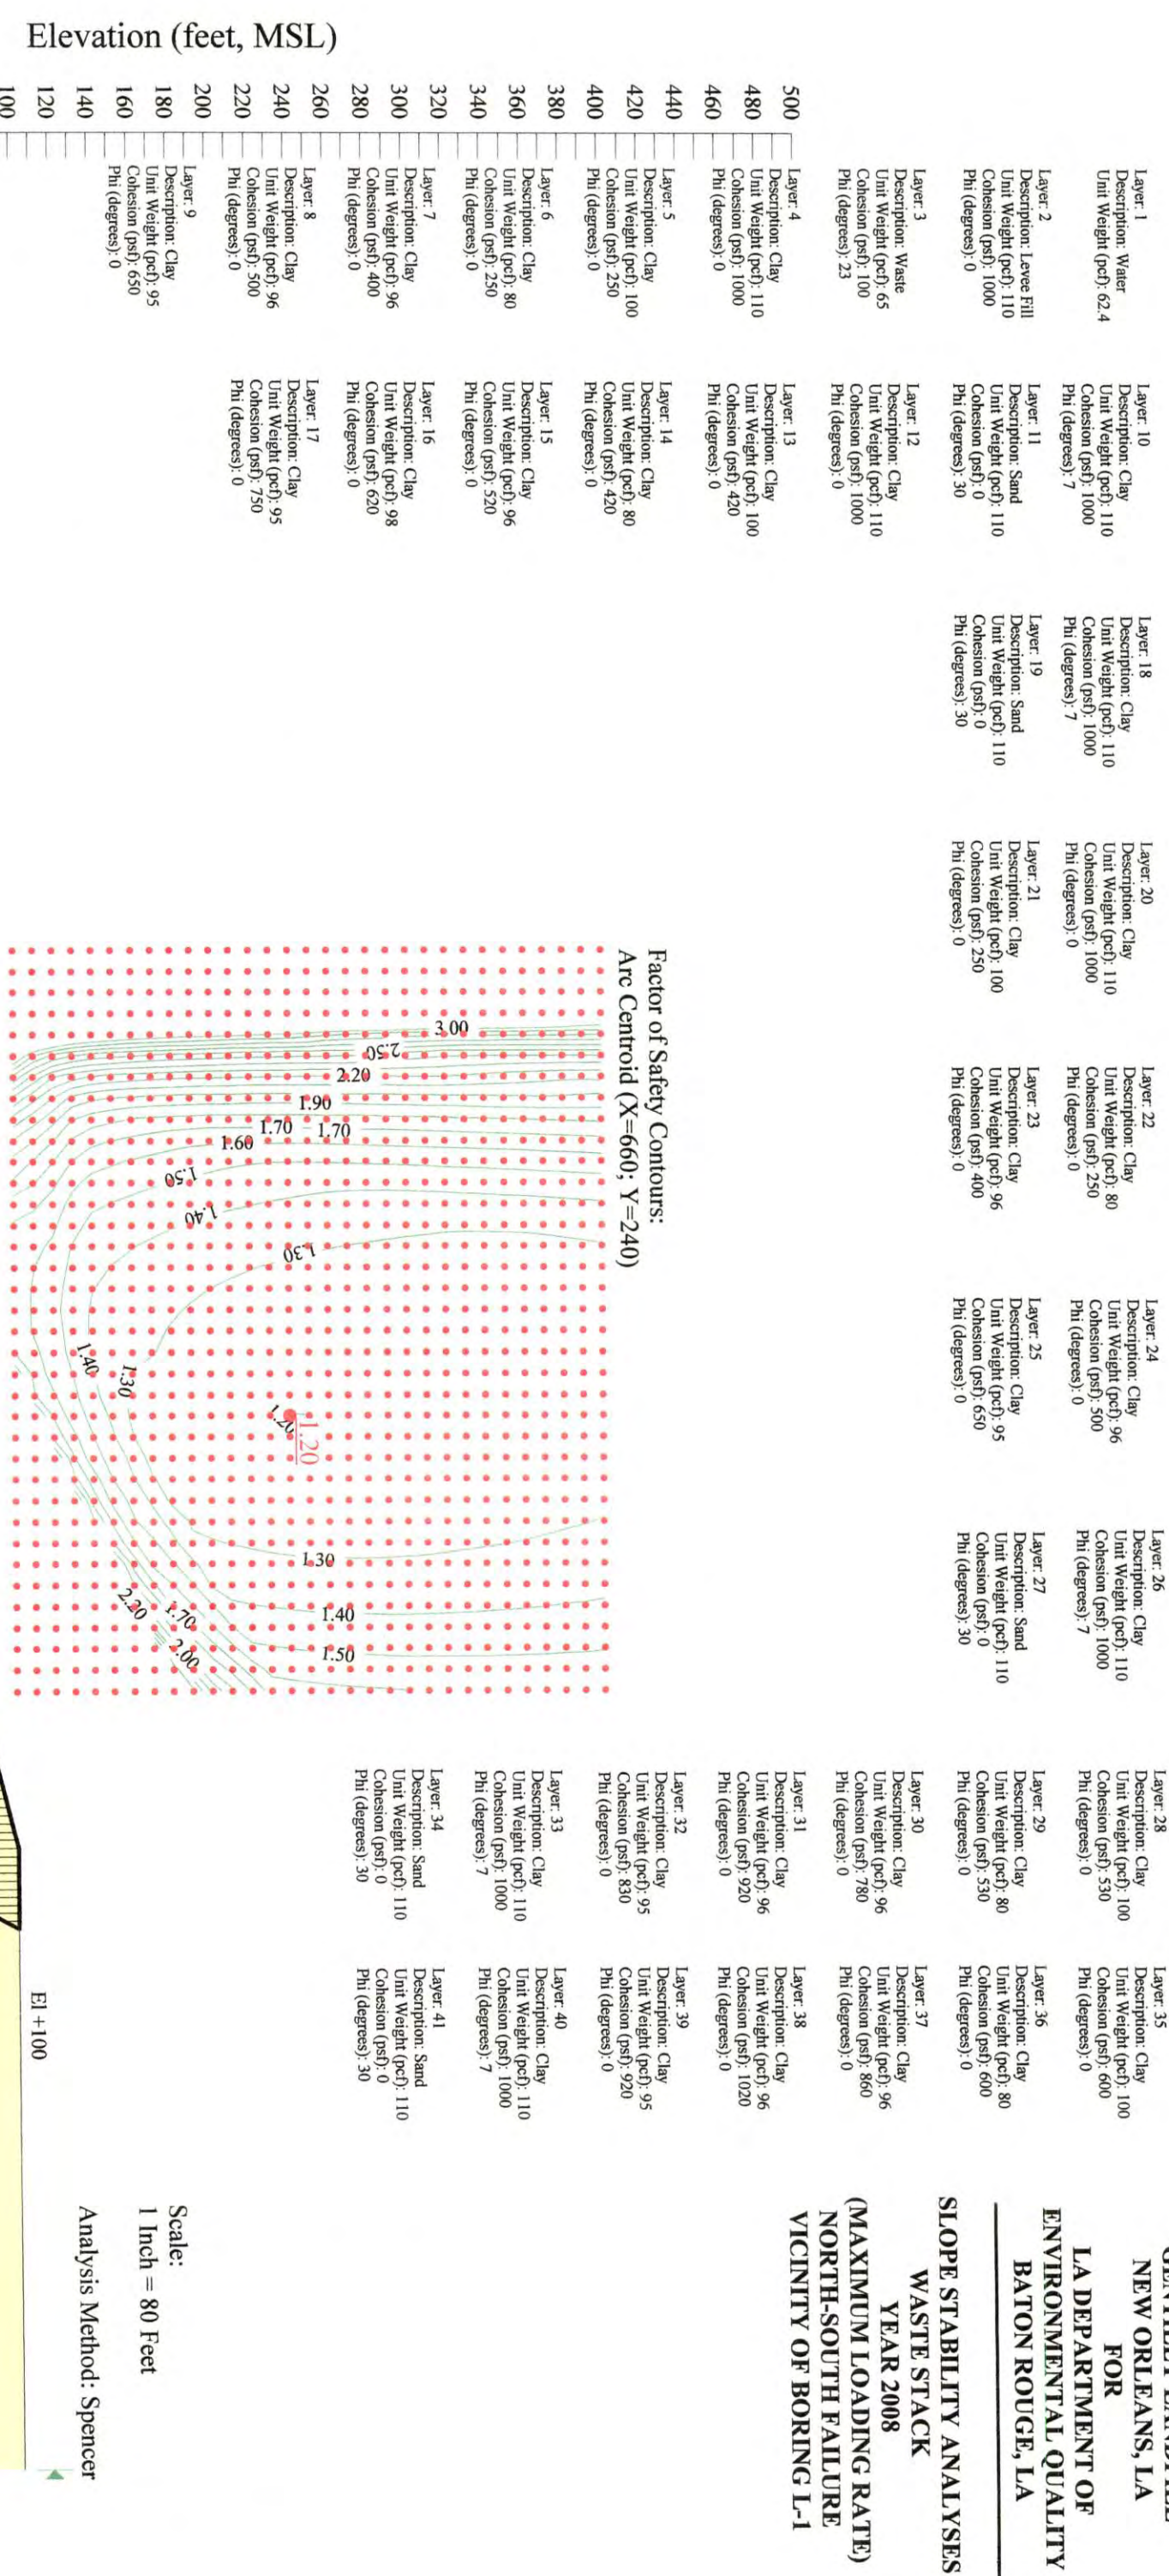 GENTILLY LANDFILL
NEW ORLEANS, LA
FOR
LA DEPARTMENT OF
ENVIRONMENTAL QUALITY
BATON ROUGE, LA
SLOPE STABILITY ANALYSES
WASTE STACK
YEAR 2008
(MAXIMUM LOADING RATE)
NORTH-SOUTH FAILURE
VICINITY OF BORING L-1
Layer: 1
Description: Water
Unit Weight (pcf): 62.4
Layer: 2
Description: Levee Fill
Unit Weight (pcf): 110
Cohesion (psf): 1000
Phi (degrees): 0
Layer: 3
Description: Waste
Unit Weight (pcf): 65
Cohesion (psf): 100
Phi (degrees): 23
Layer: 4
Description: Clay
Unit Weight (pcf): 110
Cohesion (psf): 1000
Phi (degrees): 0
Layer: 5
Description: Clay
Unit Weight (pcf): 100
Cohesion (psf): 250
Phi (degrees): 0
Layer: 6
Description: Clay
Unit Weight (pcf): 80
Cohesion (psf): 250
Phi (degrees): 0
Layer: 7
Description: Clay
Unit Weight (pcf): 96
Cohesion (psf): 400
Phi (degrees): 0
Layer: 8
Description: Clay
Unit Weight (pcf): 96
Cohesion (psf): 500
Phi (degrees): 0
Layer: 9
Description: Clay
Unit Weight (pcf): 95
Cohesion (psf): 650
Phi (degrees): 0
Layer: 10
Description: Clay
Unit Weight (pcf): 110
Cohesion (psf): 1000
Phi (degrees): 7
Layer: 11
Description: Sand
Unit Weight (pcf): 110
Cohesion (psf): 0
Phi (degrees): 30
Layer: 12
Description: Clay
Unit Weight (pcf): 110
Cohesion (psf): 1000
Phi (degrees): 0
Layer: 13
Description: Clay
Unit Weight (pcf): 100
Cohesion (psf): 420
Phi (degrees): 0
Layer: 14
Description: Clay
Unit Weight (pcf): 80
Cohesion (psf): 420
Phi (degrees): 0
Layer: 15
Description: Clay
Unit Weight (pcf): 96
Cohesion (psf): 520
Phi (degrees): 0
Layer: 16
Description: Clay
Unit Weight (pcf): 98
Cohesion (psf): 620
Phi (degrees): 0
Layer: 17
Description: Clay
Unit Weight (pcf): 95
Cohesion (psf): 750
Phi (degrees): 0
Layer: 18
Description: Clay
Unit Weight (pcf): 110
Cohesion (psf): 1000
Phi (degrees): 7
Layer: 19
Description: Sand
Unit Weight (pcf): 110
Cohesion (psf): 0
Phi (degrees): 30
Layer: 20
Description: Clay
Unit Weight (pcf): 110
Cohesion (psf): 1000
Phi (degrees): 0
Layer: 21
Description: Clay
Unit Weight (pcf): 100
Cohesion (psf): 250
Phi (degrees): 0
Layer: 22
Description: Clay
Unit Weight (pcf): 80
Cohesion (psf): 250
Phi (degrees): 0
Layer: 23
Description: Clay
Unit Weight (pcf): 96
Cohesion (psf): 400
Phi (degrees): 0
Layer: 24
Description: Clay
Unit Weight (pcf): 96
Cohesion (psf): 500
Phi (degrees): 0
Layer: 25
Description: Clay
Unit Weight (pcf): 95
Cohesion (psf): 650
Phi (degrees): 0
Layer: 26
Description: Clay
Unit Weight (pcf): 110
Cohesion (psf): 1000
Phi (degrees): 7
Layer: 27
Description: Sand
Unit Weight (pcf): 110
Cohesion (psf): 0
Phi (degrees): 30
Layer: 28
Description: Clay
Unit Weight (pcf): 100
Cohesion (psf): 530
Phi (degrees): 0
Layer: 29
Description: Clay
Unit Weight (pcf): 80
Cohesion (psf): 530
Phi (degrees): 0
Layer: 30
Description: Clay
Unit Weight (pcf): 96
Cohesion (psf): 780
Phi (degrees): 0
Layer: 31
Description: Clay
Unit Weight (pcf): 96
Cohesion (psf): 920
Phi (degrees): 0
Layer: 32
Description: Clay
Unit Weight (pcf): 95
Cohesion (psf): 830
Phi (degrees): 0
Layer: 33
Description: Clay
Unit Weight (pcf): 110
Cohesion (psf): 1000
Phi (degrees): 7
Layer: 34
Description: Sand
Unit Weight (pcf): 110
Cohesion (psf): 0
Phi (degrees): 30
Layer: 35
Description: Clay
Unit Weight (pcf): 100
Cohesion (psf): 600
Phi (degrees): 0
Layer: 36
Description: Clay
Unit Weight (pcf): 80
Cohesion (psf): 600
Phi (degrees): 0
Layer: 37
Description: Clay
Unit Weight (pcf): 96
Cohesion (psf): 860
Phi (degrees): 0
Layer: 38
Description: Clay
Unit Weight (pcf): 96
Cohesion (psf): 1020
Phi (degrees): 0
Layer: 39
Description: Clay
Unit Weight (pcf): 95
Cohesion (psf): 920
Phi (degrees): 0
Layer: 40
Description: Clay
Unit Weight (pcf): 110
Cohesion (psf): 1000
Phi (degrees): 7
Layer: 41
Description: Sand
Unit Weight (pcf): 110
Cohesion (psf): 0
Phi (degrees): 30
Factor of Safety Contours:
Arc Centroid (X=660; Y=240)
3.00
2.50
2.20
1.90
1.70
1.70
1.60
1.50
1.40
1.30
1.40
1.30
1.20
1.20
1.30
1.40
1.50
1.70
2.00
2.20
Elevation (feet, MSL)
500
480
460
440
420
400
380
360
340
320
300
280
260
240
220
200
180
160
140
120
100
Scale:
1 Inch = 80 Feet
Analysis Method: Spencer
El +100